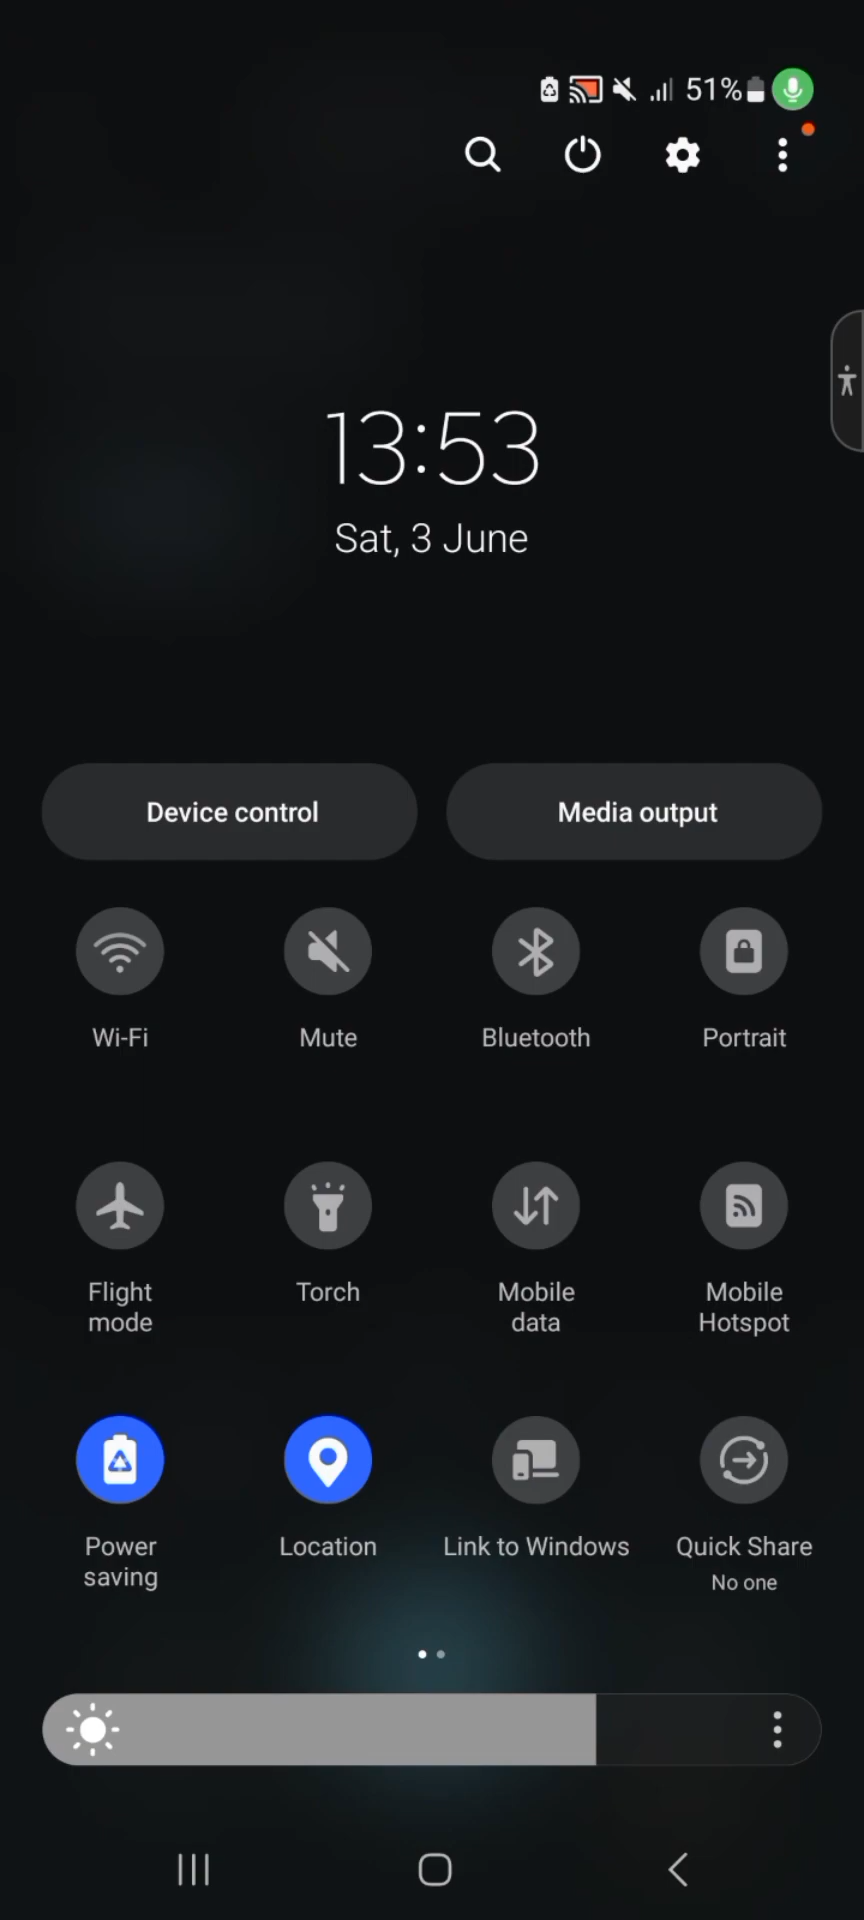 51%
13:53
Sat, 3 June
Device control
Media output
Wi-Fi
Mute
Bluetooth
Portrait
Flight
mode
Torch
Mobile
data
Mobile
Hotspot
Power
saving
Location
Link to Windows
Quick Share
No one